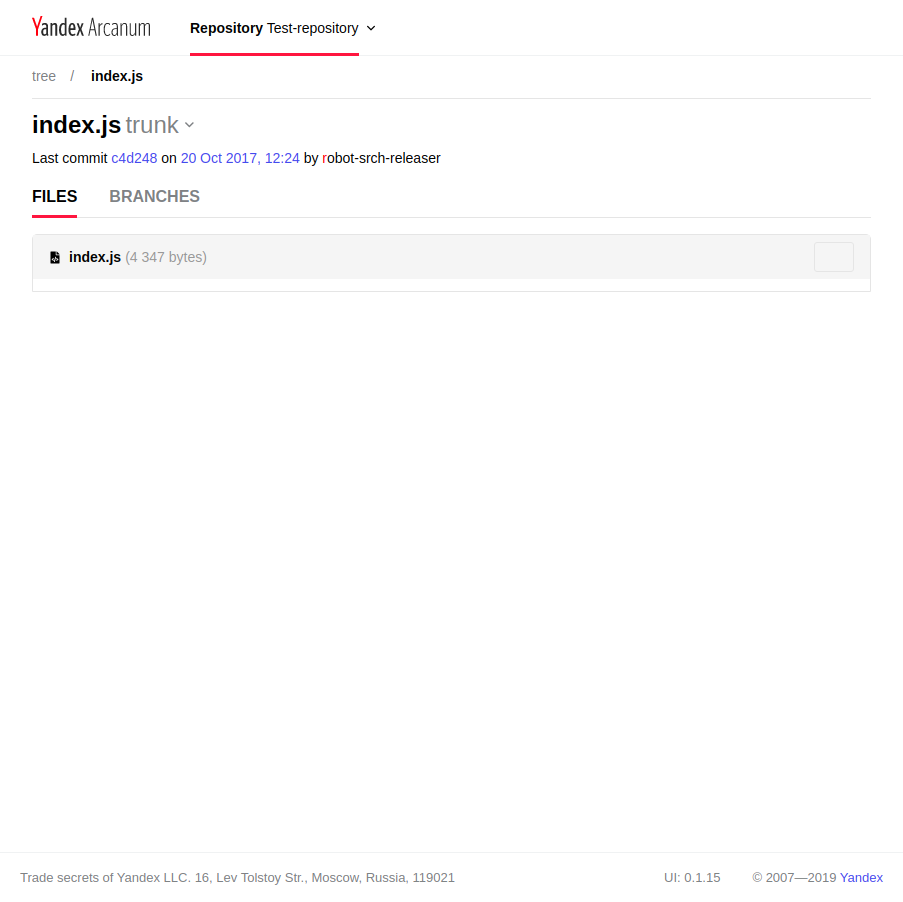 Yandex Arcanum
Repository Test-repository
tree / index.js
index.js trunk
Last commit c4d248 on 20 Oct 2017, 12:24 by robot-srch-releaser
FILES BRANCHES
index.js (4 347 bytes)
Trade secrets of Yandex LLC. 16, Lev Tolstoy Str., Moscow, Russia, 119021 UI: 0.1.15 © 2007—2019 Yandex